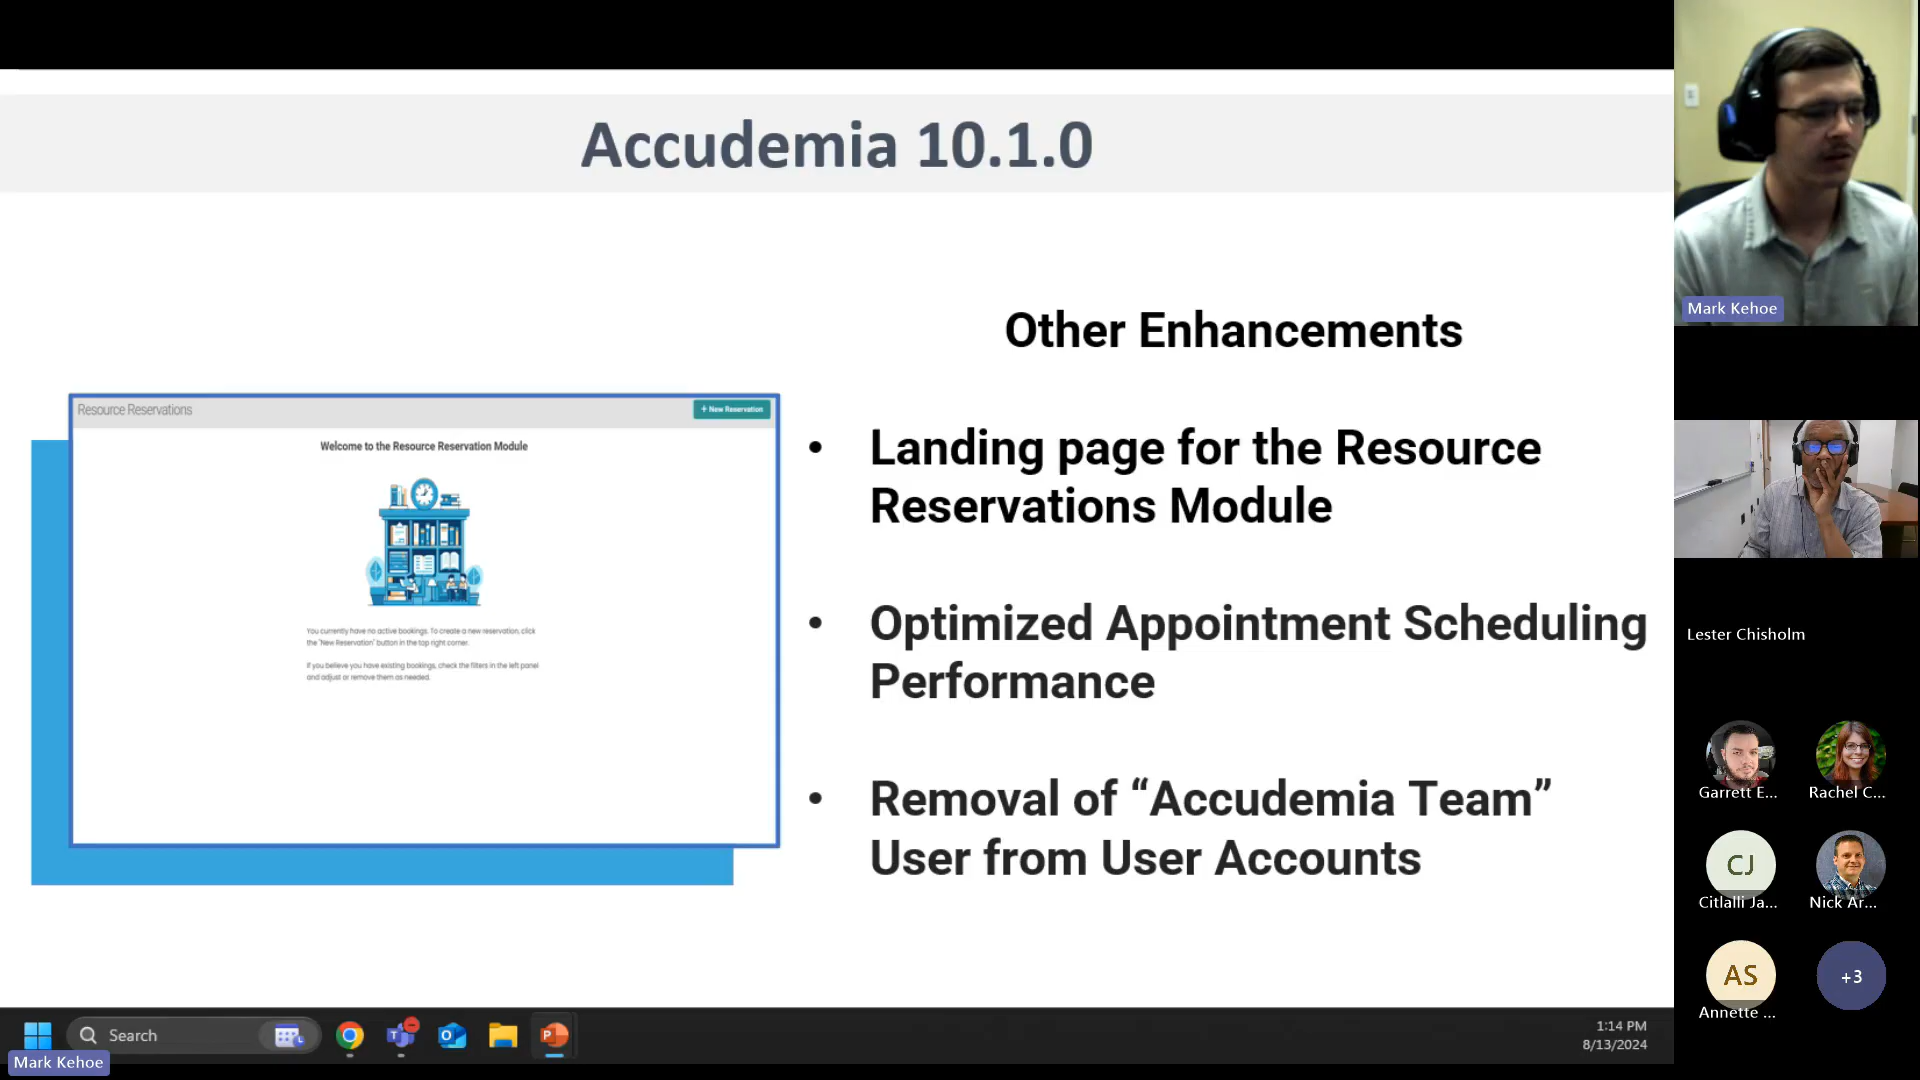 Accudemia 10.1.0
Other Enhancements
• Landing page for the Resource
Reservations Module
• Optimized Appointment Scheduling
Performance
• Removal of “Accudemia Team”
User from User Accounts
Resource Reservations
+ New Reservation
Welcome to the Resource Reservation Module
You currently have no active bookings. To create a new reservation, click
the "New Reservation" button in the top right corner.
If you believe you have existing bookings, check the filters in the left panel
and adjust or remove them as needed.
Mark Kehoe
Lester Chisholm
Garrett E...
Rachel C...
CJ
Citlalli Ja...
Nick Ar...
AS
Annette ...
+3
Search
1:14 PM
8/13/2024
Mark Kehoe